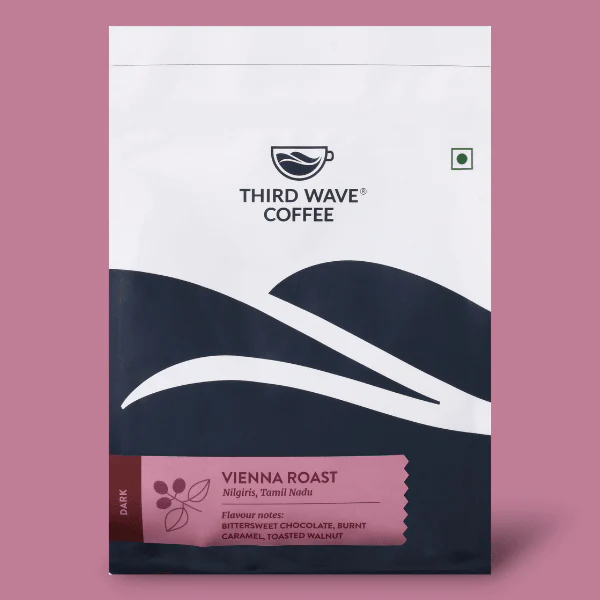 THIRD WAVE®
COFFEE
DARK
VIENNA ROAST
Nilgiris, Tamil Nadu
Flavour notes:
BITTERSWEET CHOCOLATE, BURNT
CARAMEL, TOASTED WALNUT